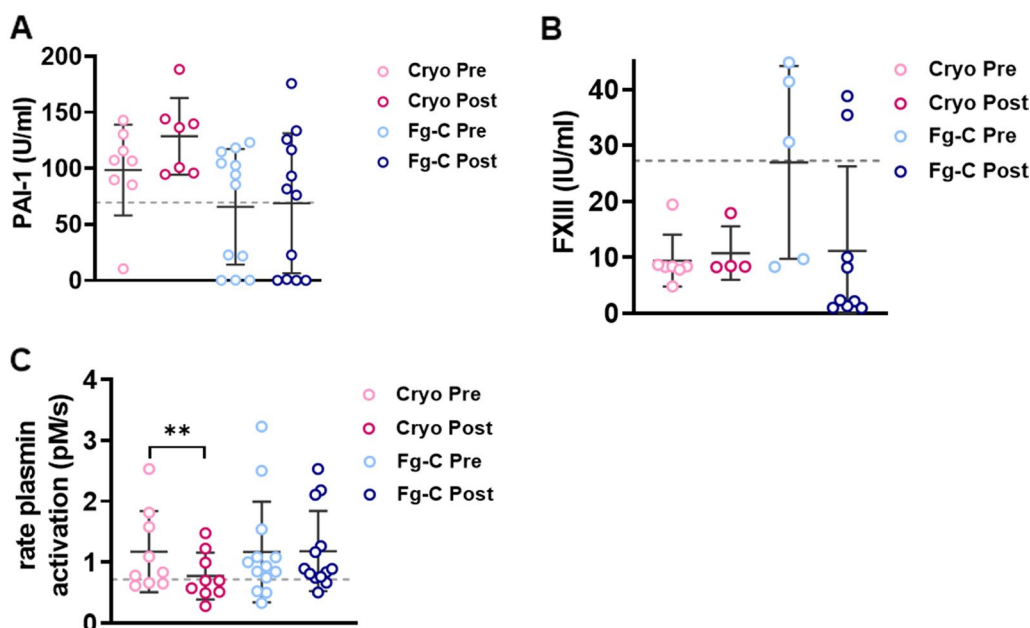 A
PAI-1 (IU/ml)
200
150
100
50
0
Cryo Pre
Cryo Post
Fg-C Pre
Fg-C Post
B
FXIII (IU/ml)
40
30
20
10
0
Cryo Pre
Cryo Post
Fg-C Pre
Fg-C Post
C
rate plasmin
activation (pM/s)
4
3
2
1
0
**
Cryo Pre
Cryo Post
Fg-C Pre
Fg-C Post